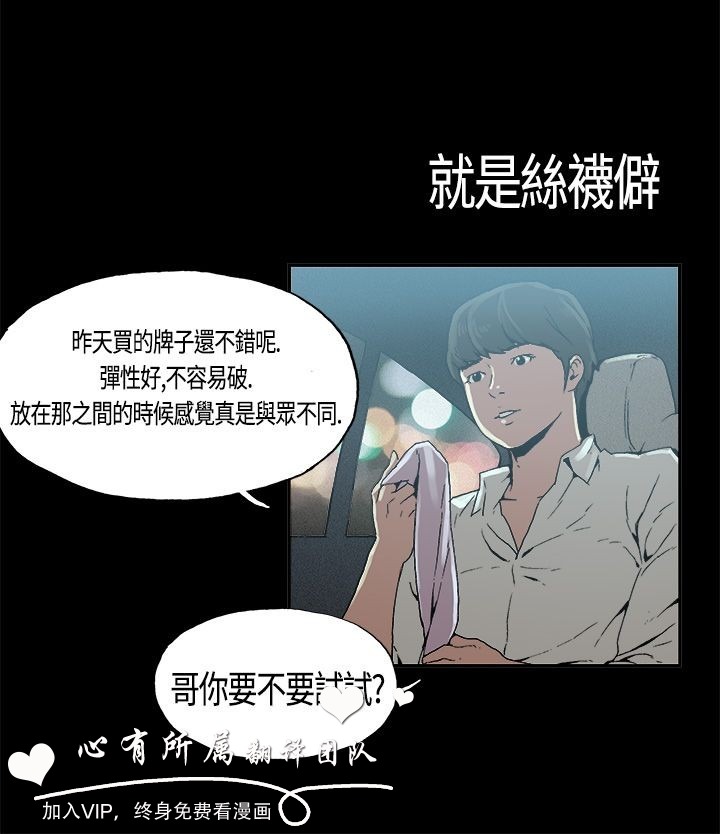 就是絲襪僻
昨天買的牌子還不錯呢.
彈性好,不容易破.
放在那之間的時候感覺真是與眾不同.
哥你要不要試試?
心有所属翻译团队
加入VIP，终身免费看漫画